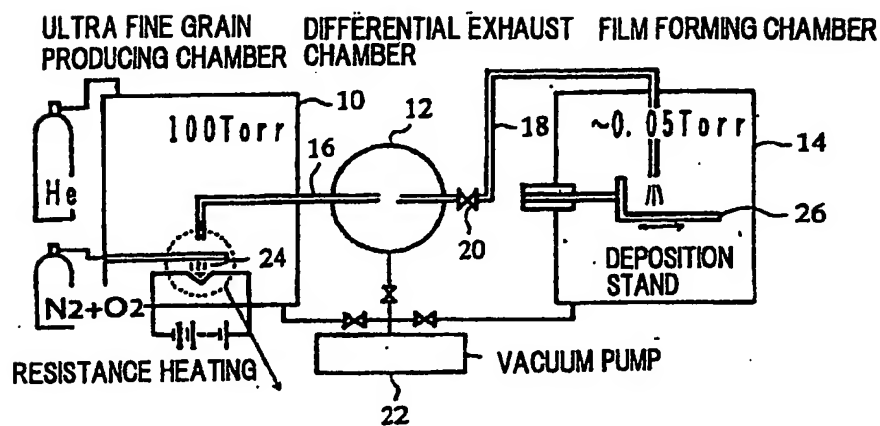 ULTRA FINE GRAIN
PRODUCING CHAMBER
DIFFERENTIAL EXHAUST
CHAMBER
FILM FORMING CHAMBER
10
100Torr
12
18
~0.05Torr
14
16
He
20
26
24
DEPOSITION
STAND
N2+O2
RESISTANCE HEATING
VACUUM PUMP
22